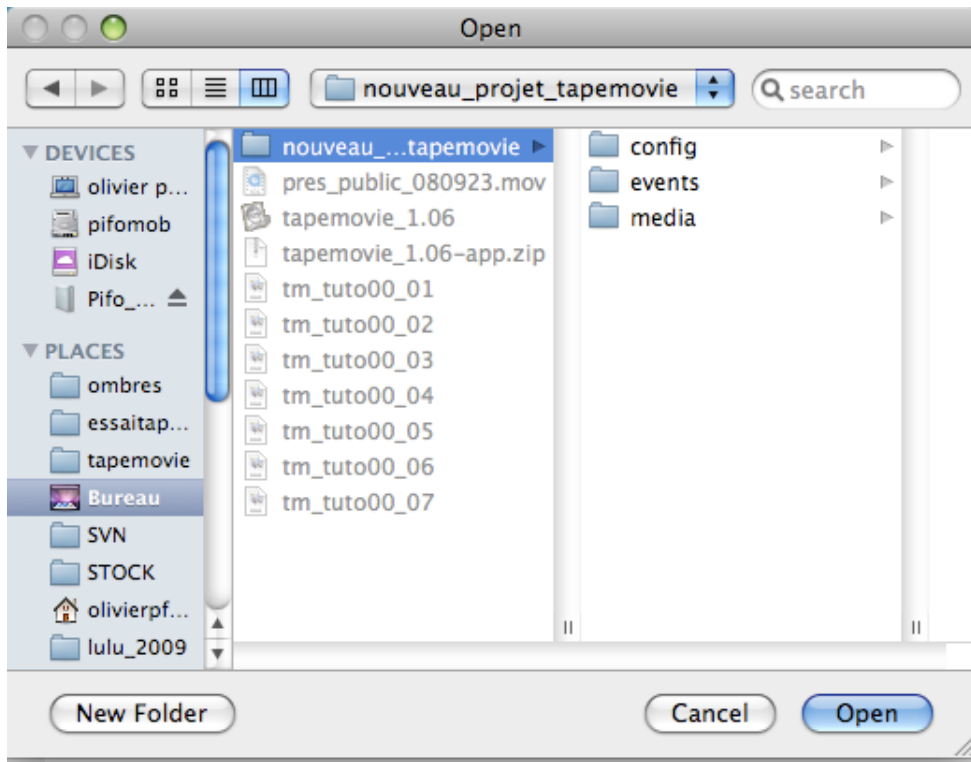 Open
nouveau_projet_tapemovie
search
DEVICES
olivier p...
pifomob
iDisk
Pifo_...
PLACES
ombres
essaitap...
tapemovie
Bureau
SVN
STOCK
olivierpf...
lulu_2009
nouveau_...tapemovie
pres_public_080923.mov
tapemovie_1.06
tapemovie_1.06-app.zip
tm_tuto00_01
tm_tuto00_02
tm_tuto00_03
tm_tuto00_04
tm_tuto00_05
tm_tuto00_06
tm_tuto00_07
config
events
media
New Folder
Cancel
Open